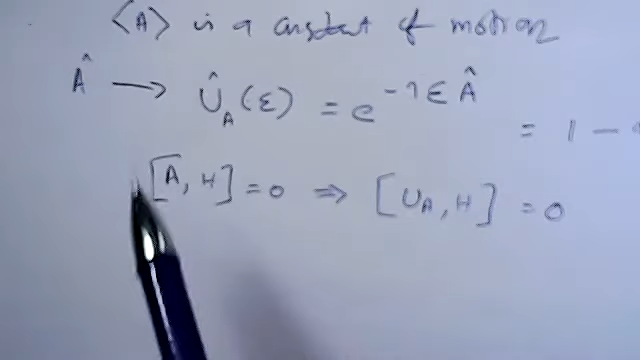 ⟨A⟩ is a constant of motion
Â → Û_A(ε) = e^{-iεÂ}
= 1 -
[A, H] = 0 ⇒ [U_A, H] = 0